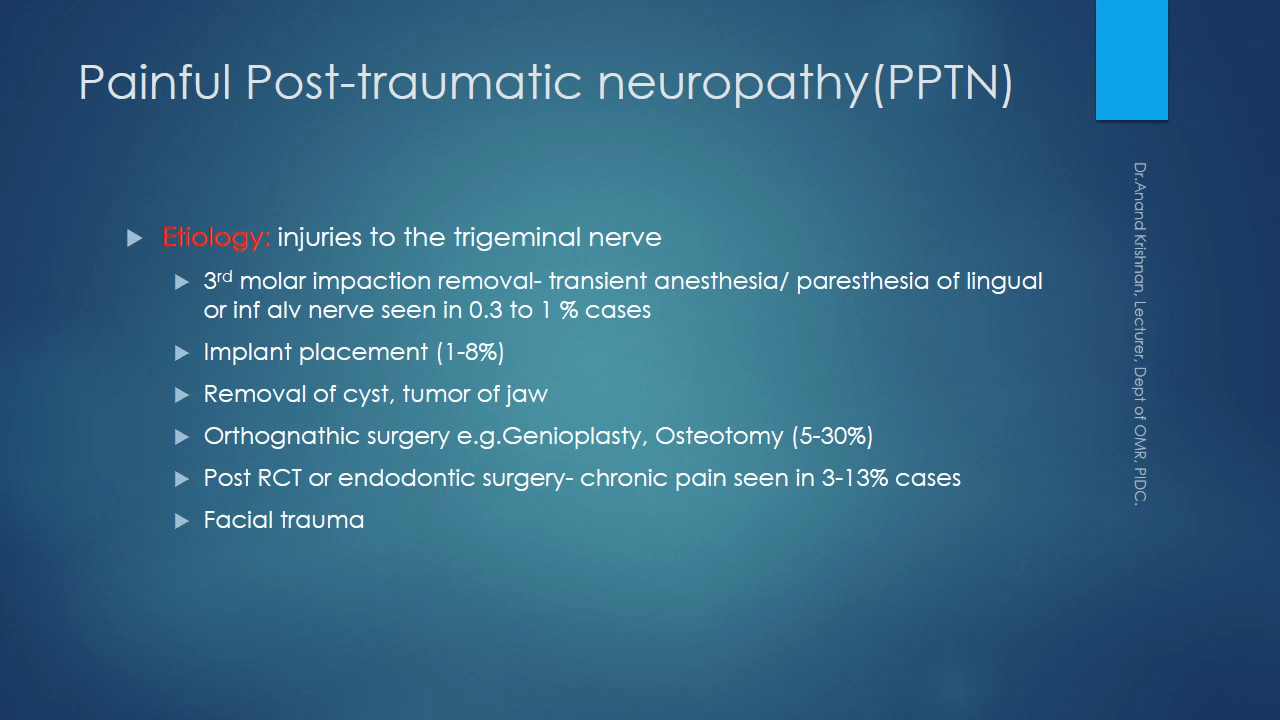 Painful Post-traumatic neuropathy(PPTN)
Etiology: injuries to the trigeminal nerve
3rd molar impaction removal- transient anesthesia/ paresthesia of lingual
or inf alv nerve seen in 0.3 to 1 % cases
Implant placement (1-8%)
Removal of cyst, tumor of jaw
Orthognathic surgery e.g.Genioplasty, Osteotomy (5-30%)
Post RCT or endodontic surgery- chronic pain seen in 3-13% cases
Facial trauma
Dr.Anand Krishnan, Lecturer, Dept of OMR, PIDC.